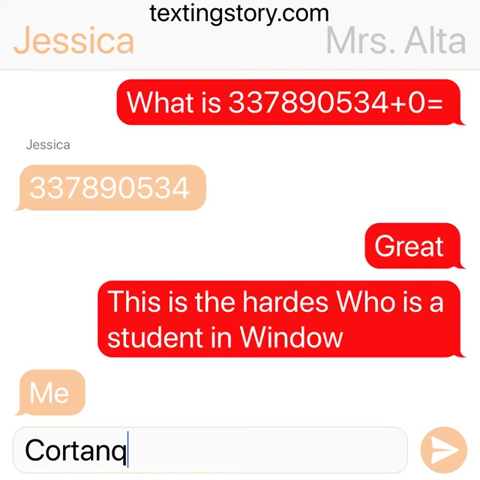 textingstory.com
Jessica
Mrs. Alta
What is 337890534+0=
Jessica
337890534
Great
This is the hardes Who is a
student in Window
Me
Cortanq